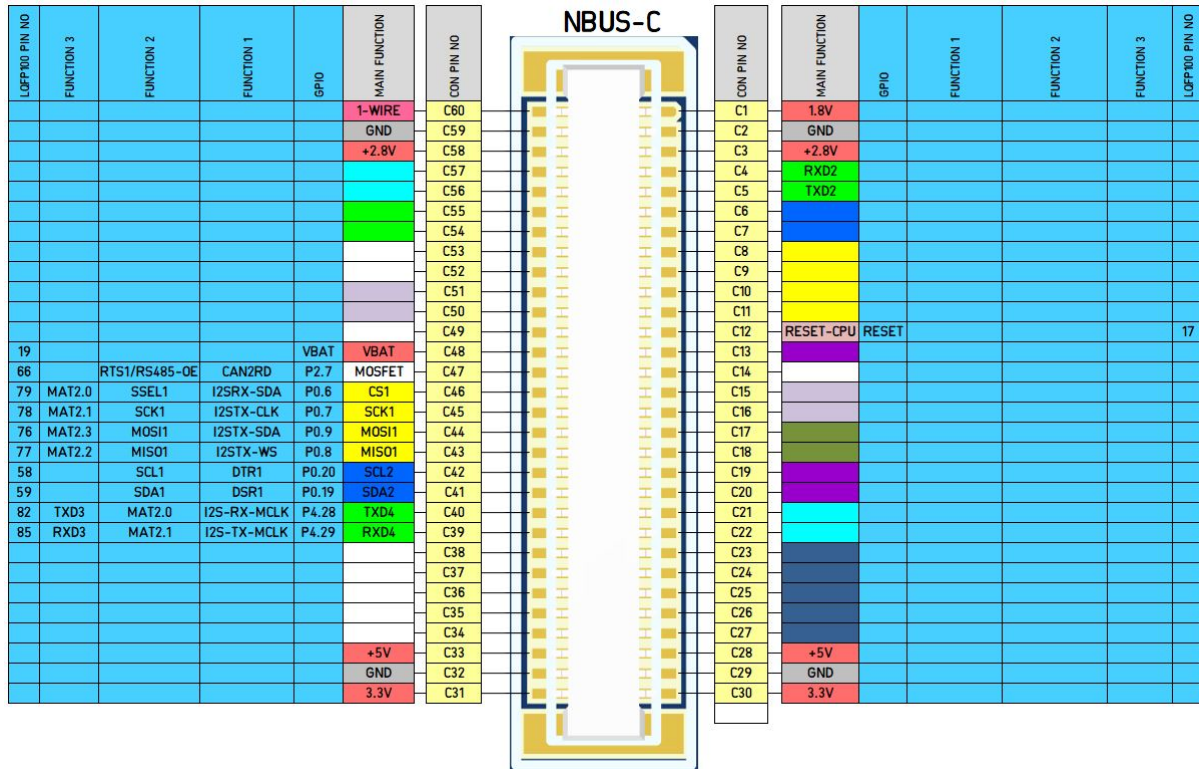 NBUS-C
LQFP100 PIN NO FUNCTION 3 FUNCTION 2 FUNCTION 1 GPIO MAIN FUNCTION CON PIN NO CON PIN NO MAIN FUNCTION GPIO FUNCTION 1 FUNCTION 2 FUNCTION 3 LQFP100 PIN NO
1-WIRE C60 C1 1.8V
GND C59 C2 GND
+2.8V C58 C3 +2.8V
C57 C4 RXD2
C56 C5 TXD2
C55 C6
C54 C7
C53 C8
C52 C9
C51 C10
C50 C11
C49 C12 RESET-CPU RESET 17
19 VBAT VBAT C48 C13
66 RTS1/RS485-OE CAN2RD P2.7 MOSFET C47 C14
79 MAT2.0 SSEL1 I2SRX-SDA P0.6 CS1 C46 C15
78 MAT2.1 SCK1 I2STX-CLK P0.7 SCK1 C45 C16
76 MAT2.3 MOSI1 I2STX-SDA P0.9 MOSI1 C44 C17
77 MAT2.2 MISO1 I2STX-WS P0.8 MISO1 C43 C18
58 SCL1 DTR1 P0.20 SCL2 C42 C19
59 SDA1 DSR1 P0.19 SDA2 C41 C20
82 TXD3 MAT2.0 I2S-RX-MCLK P4.28 TXD4 C40 C21
85 RXD3 MAT2.1 I2S-TX-MCLK P4.29 RXD4 C39 C22
C38 C23
C37 C24
C36 C25
C35 C26
C34 C27
+5V C33 C28 +5V
GND C32 C29 GND
3.3V C31 C30 3.3V